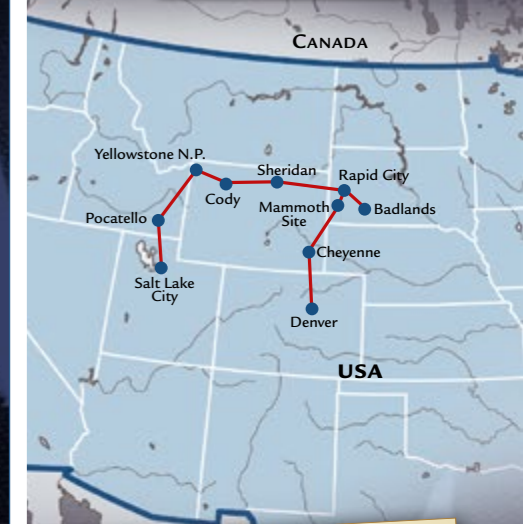 CANADA
Yellowstone N.P.
Sheridan
Rapid City
Cody
Mammoth
Site
Badlands
Pocatello
Cheyenne
Salt Lake
City
Denver
USA